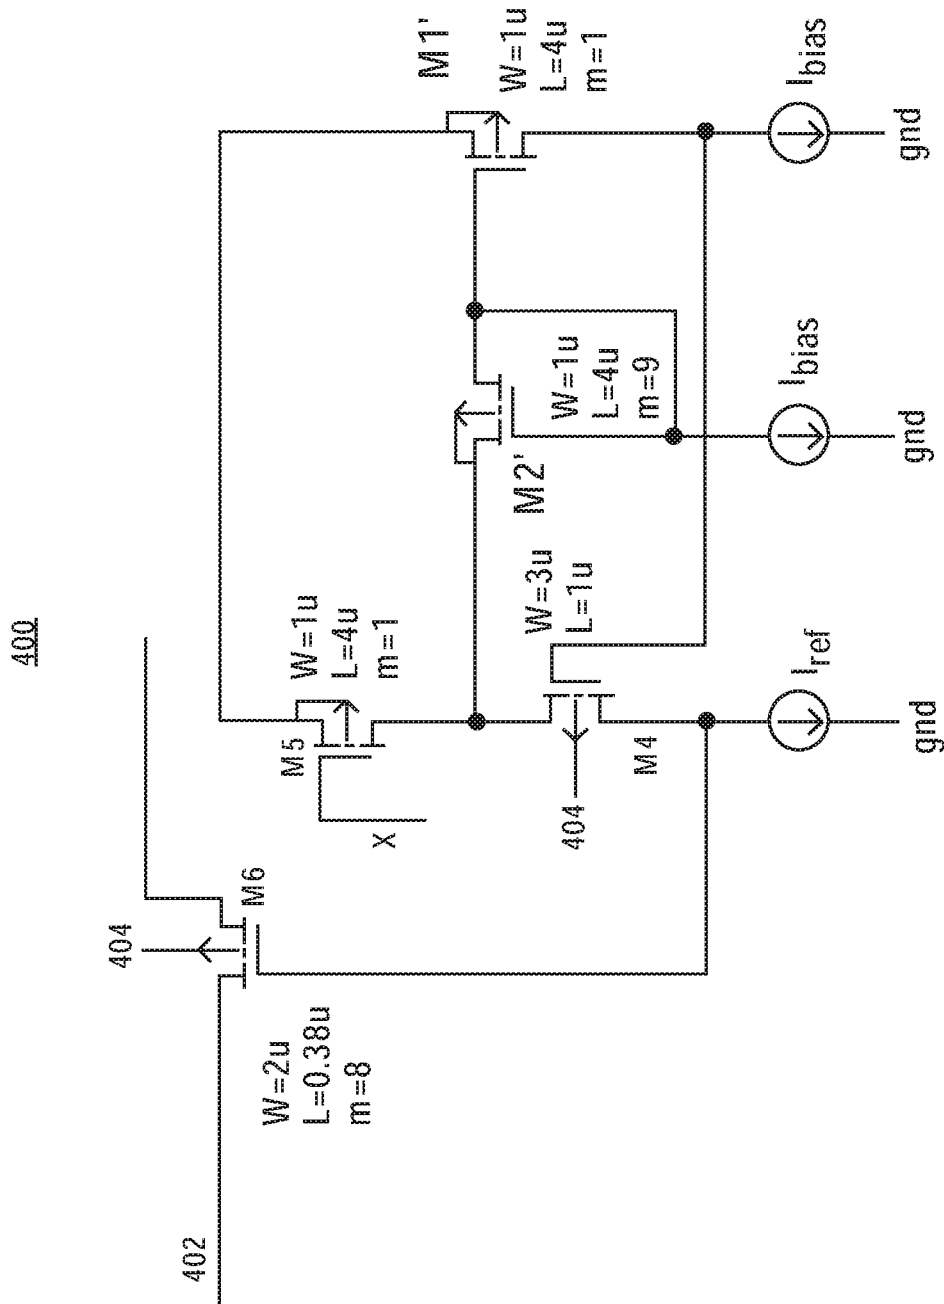 400
M1'
W=1u
L=4u
m=1
W=1u
L=4u
m=1
M5
404
M6
X
W=2u
L=0.38u
m=8
402
M2'
W=1u
L=4u
m=9
W=3u
L=1u
404
M4
Iref
gnd
Ibias
gnd
Ibias
gnd